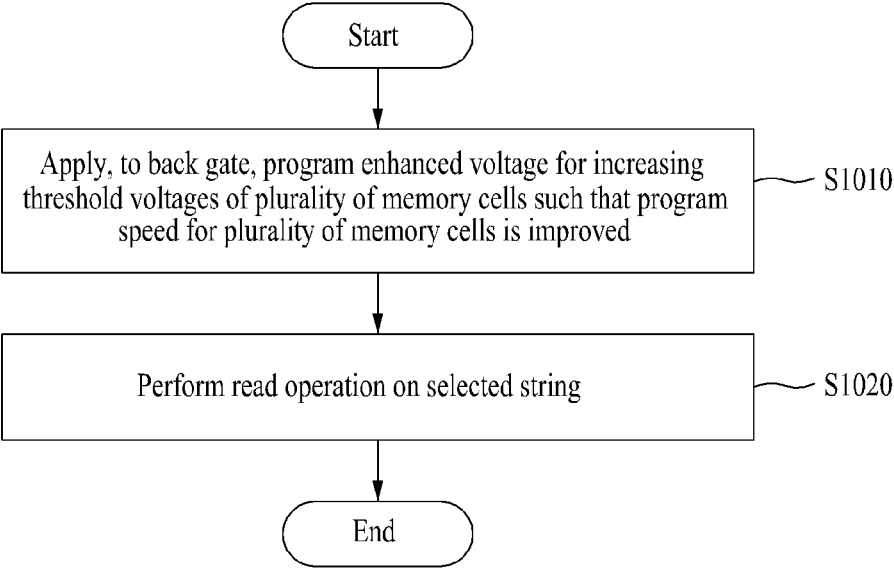 Start
Apply, to back gate, program enhanced voltage for increasing
threshold voltages of plurality of memory cells such that program
speed for plurality of memory cells is improved
S1010
Perform read operation on selected string
S1020
End